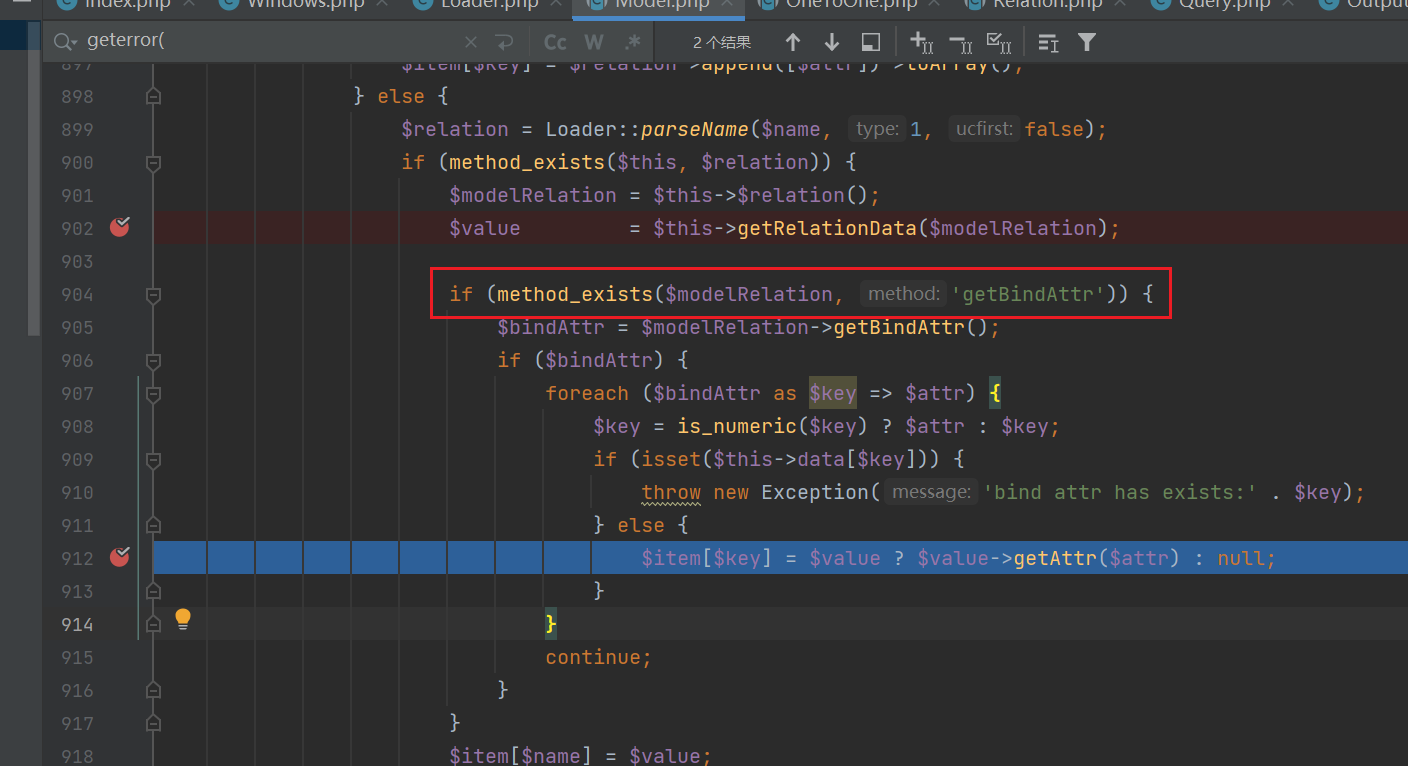 Index.php Windows.php Loader.php Model.php OneToOne.php Relation.php Query.php Output
geterror( Cc W .* 2 个结果
897 $item[$key] = $relation->append([$attr])->toArray();
898 } else {
899 $relation = Loader::parseName($name, type: 1, ucfirst: false);
900 if (method_exists($this, $relation)) {
901 $modelRelation = $this->$relation();
902 $value = $this->getRelationData($modelRelation);
903
904 if (method_exists($modelRelation, method: 'getBindAttr')) {
905 $bindAttr = $modelRelation->getBindAttr();
906 if ($bindAttr) {
907 foreach ($bindAttr as $key => $attr) {
908 $key = is_numeric($key) ? $attr : $key;
909 if (isset($this->data[$key])) {
910 throw new Exception( message: 'bind attr has exists:' . $key);
911 } else {
912 $item[$key] = $value ? $value->getAttr($attr) : null;
913 }
914 }
915 continue;
916 }
917 }
918 $item[$name] = $value;